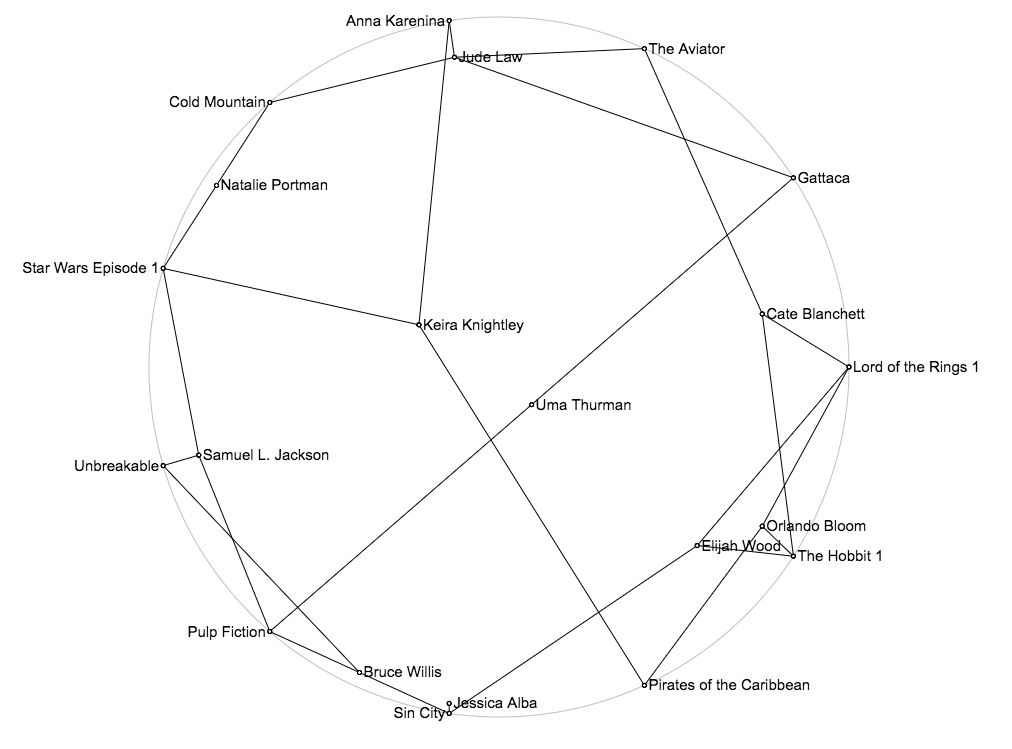 Anna Karenina
The Aviator
Jude Law
Cold Mountain
Gattaca
Natalie Portman
Star Wars Episode 1
Cate Blanchett
Keira Knightley
Lord of the Rings 1
Uma Thurman
Samuel L. Jackson
Unbreakable
Orlando Bloom
Elijah Wood
The Hobbit 1
Pulp Fiction
Bruce Willis
Pirates of the Caribbean
Jessica Alba
Sin City